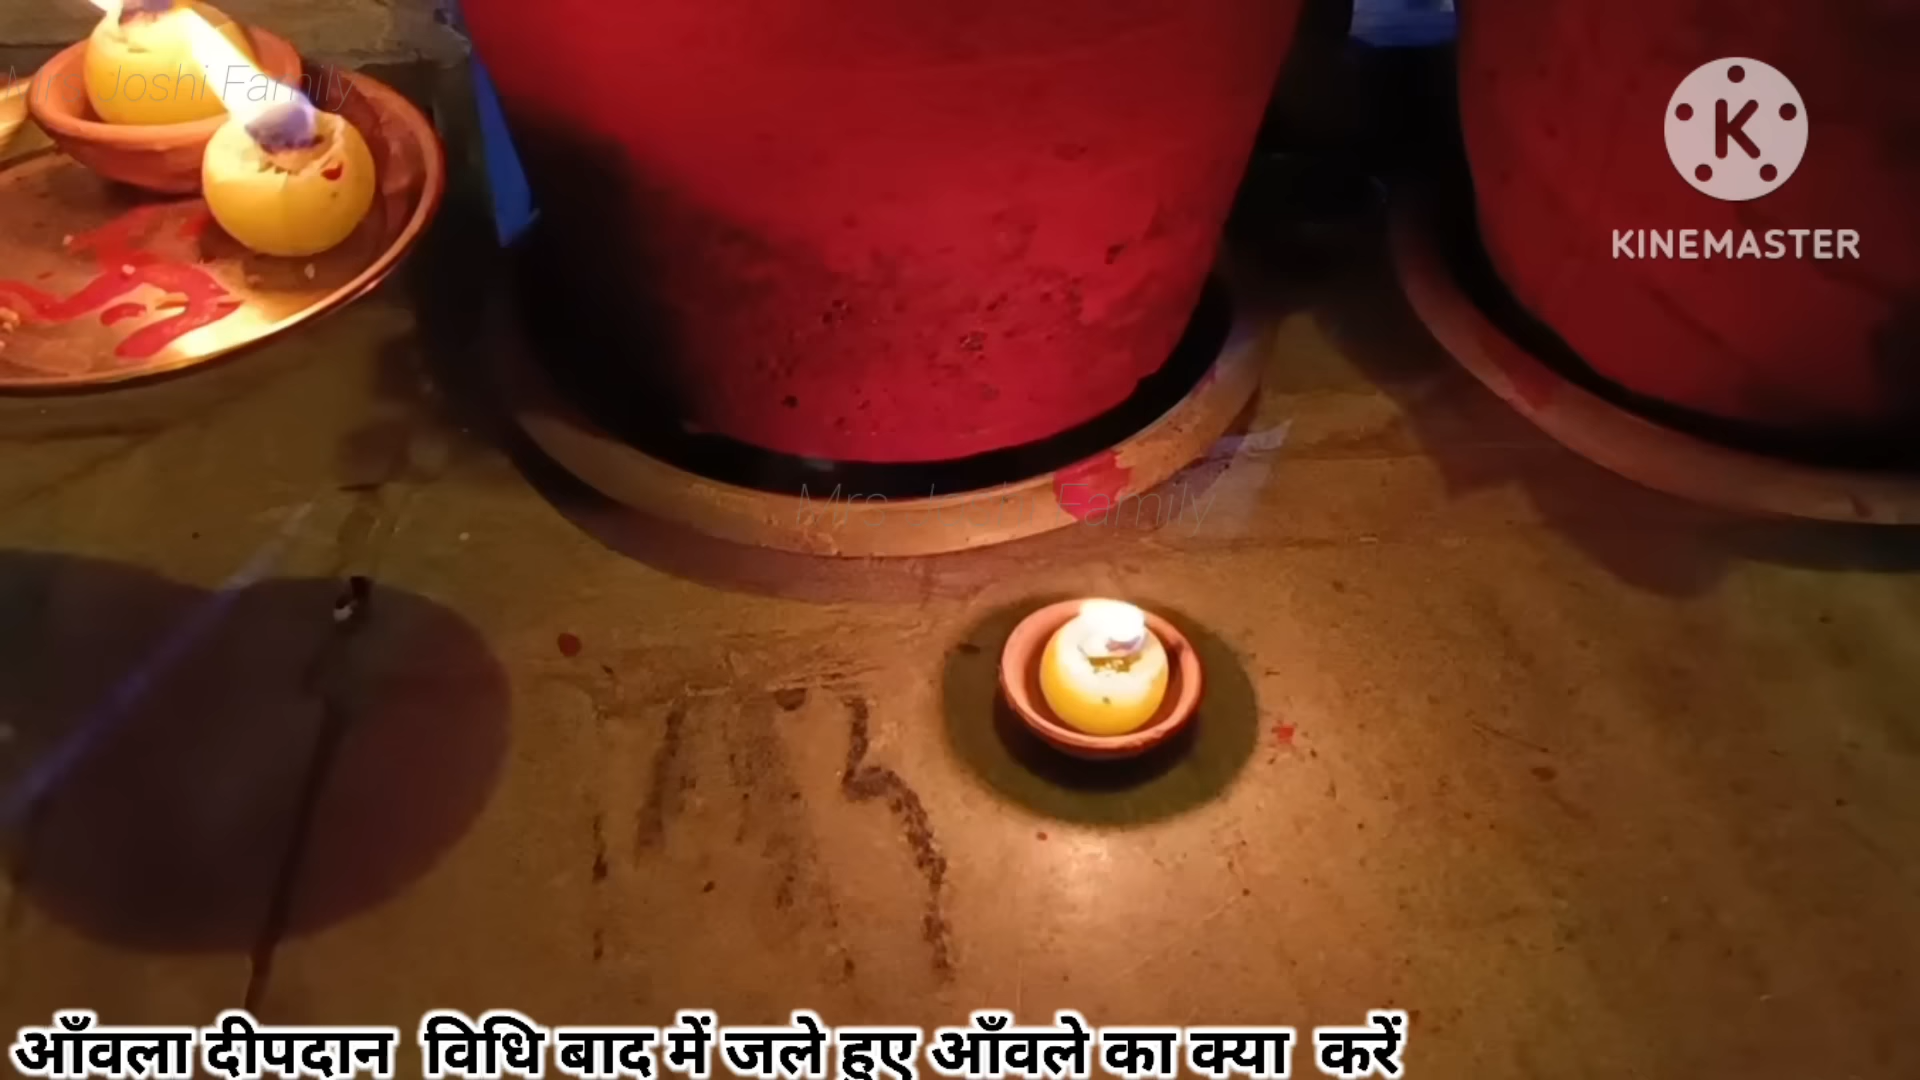 Mrs Joshi Family
K
KINEMASTER
Mrs Joshi Family
आँवला दीपदान विधि बाद में जले हुए आँवले का क्या करें